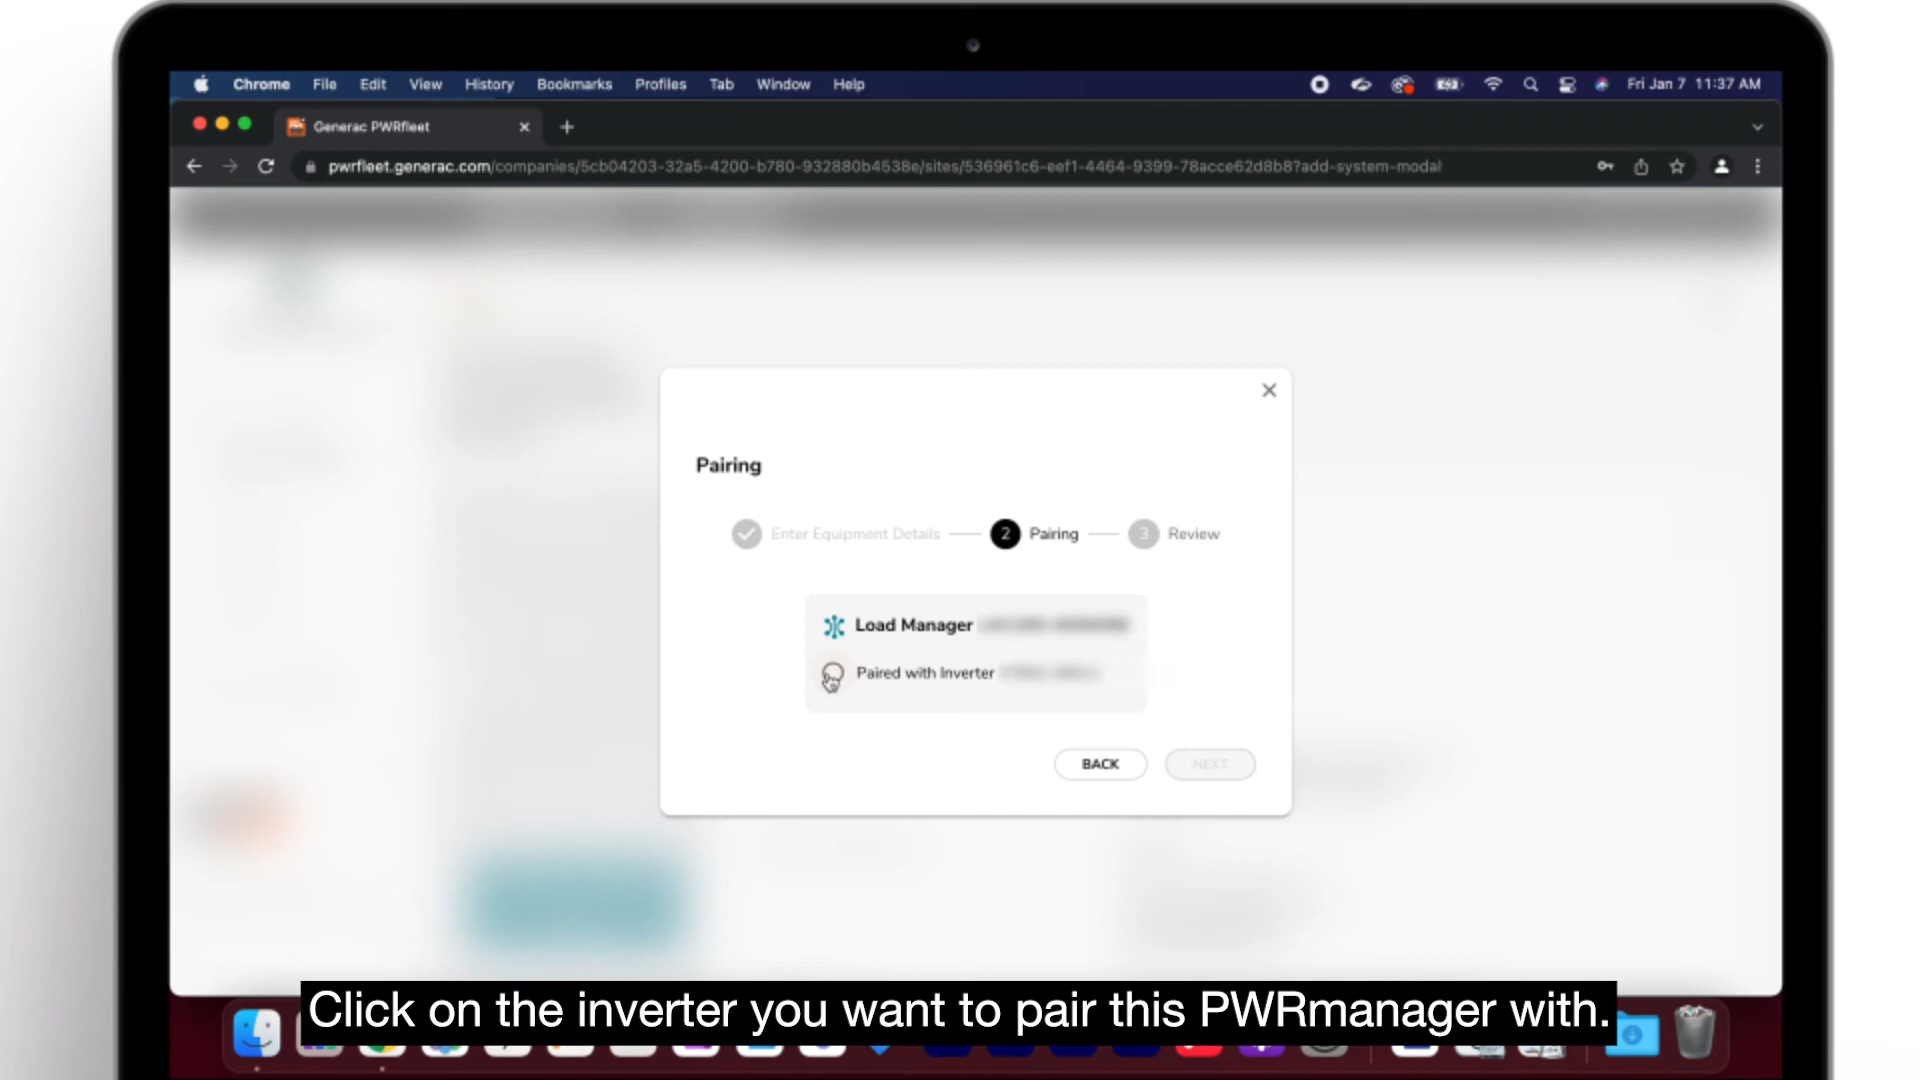 Chrome File Edit View History Bookmarks Profiles Tab Window Help Fri Jan 7 11:37 AM
Generac PWRfleet
pwrfleet.generac.com/companies/5cb04203-32a5-4200-b780-932880b4538e/sites/536961c6-eef1-4464-9399-78acce62d8b8?add-system-modal
Pairing
Enter Equipment Details 2 Pairing 3 Review
Load Manager
Paired with Inverter
BACK NEXT
Click on the inverter you want to pair this PWRmanager with.